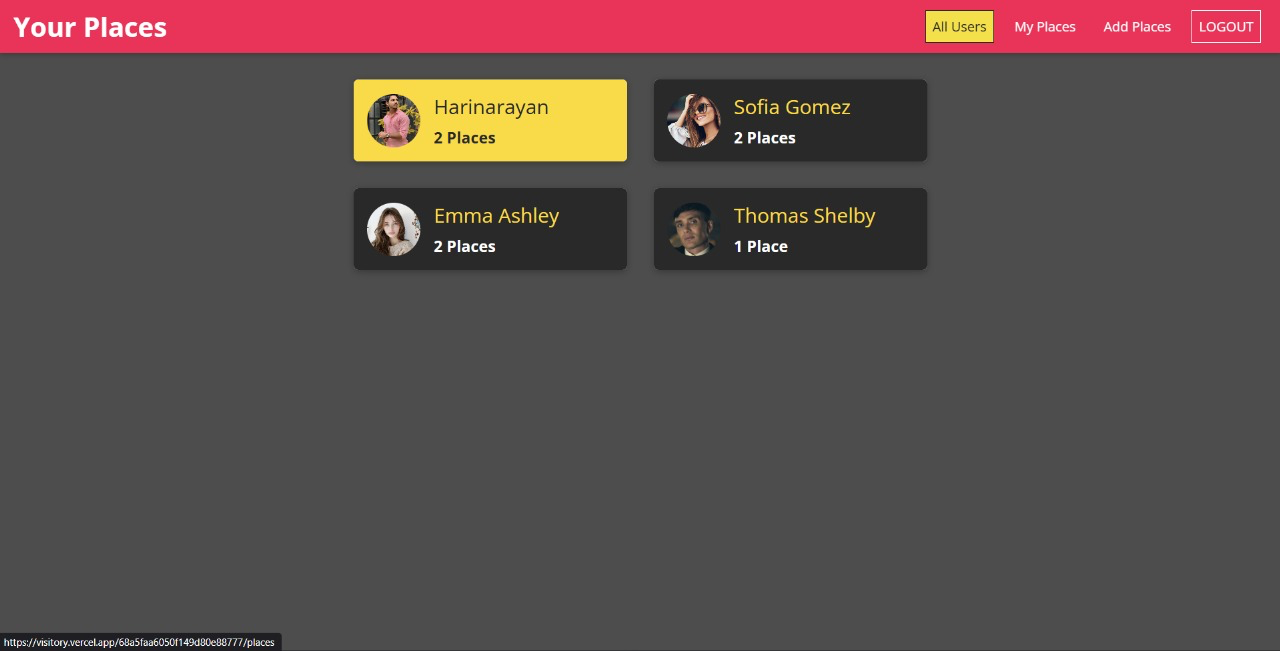 Your Places
All Users
My Places
Add Places
LOGOUT
Harinarayan
2 Places
Sofia Gomez
2 Places
Emma Ashley
2 Places
Thomas Shelby
1 Place
https://visitory.vercel.app/68a5faa6050f149d80e88777/places